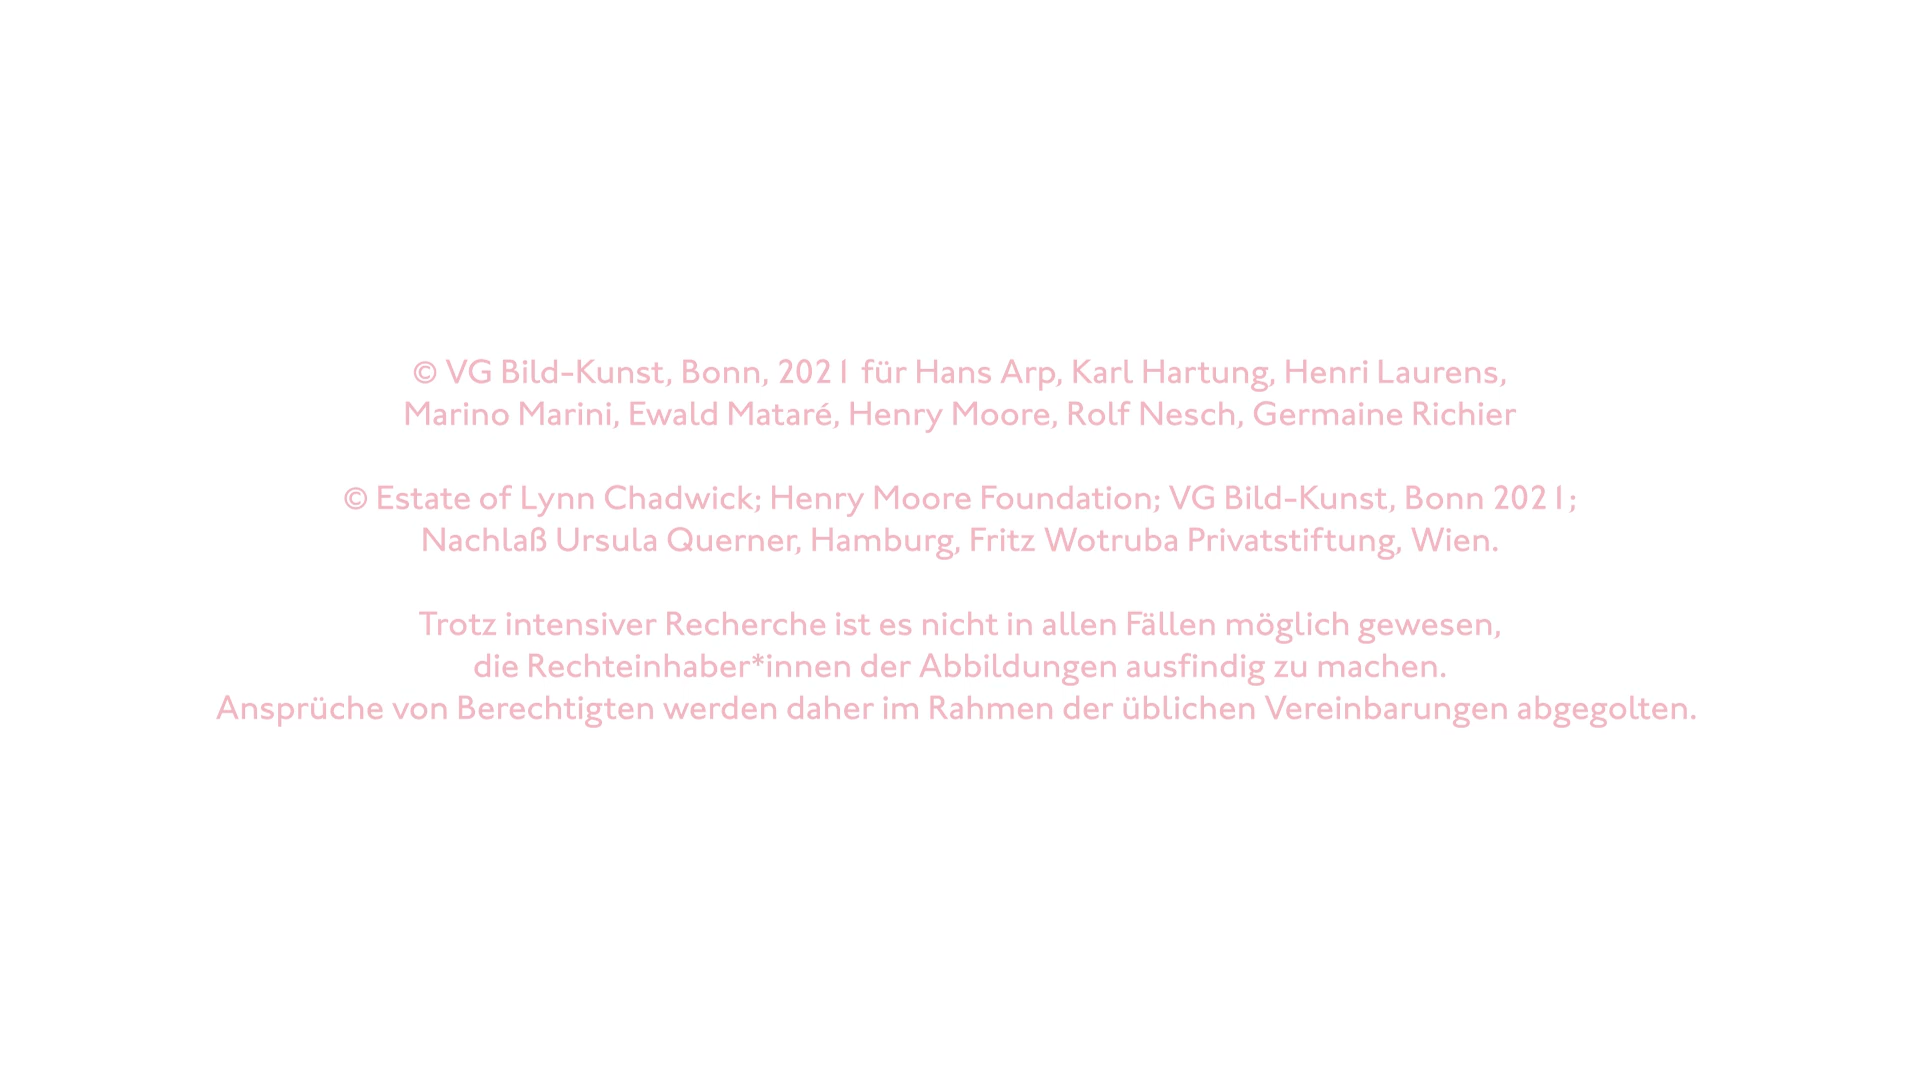 © VG Bild-Kunst, Bonn, 2021 für Hans Arp, Karl Hartung, Henri Laurens,
Marino Marini, Ewald Mataré, Henry Moore, Rolf Nesch, Germaine Richier
© Estate of Lynn Chadwick; Henry Moore Foundation; VG Bild-Kunst, Bonn 2021;
Nachlaß Ursula Querner, Hamburg, Fritz Wotruba Privatstiftung, Wien.
Trotz intensiver Recherche ist es nicht in allen Fällen möglich gewesen,
die Rechteinhaber*innen der Abbildungen ausfindig zu machen.
Ansprüche von Berechtigten werden daher im Rahmen der üblichen Vereinbarungen abgegolten.